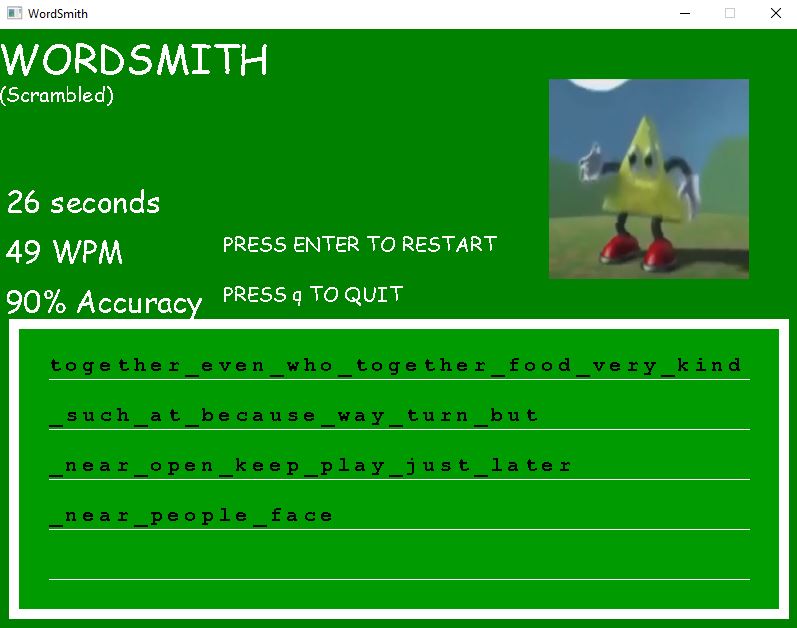 WordSmith
WORDSMITH
(Scrambled)
26 seconds
49 WPM
PRESS ENTER TO RESTART
90% Accuracy
PRESS q TO QUIT
together_even_who_together_food_very_kind
_such_at_because_way_turn_but
_near_open_keep_play_just_later
_near_people_face